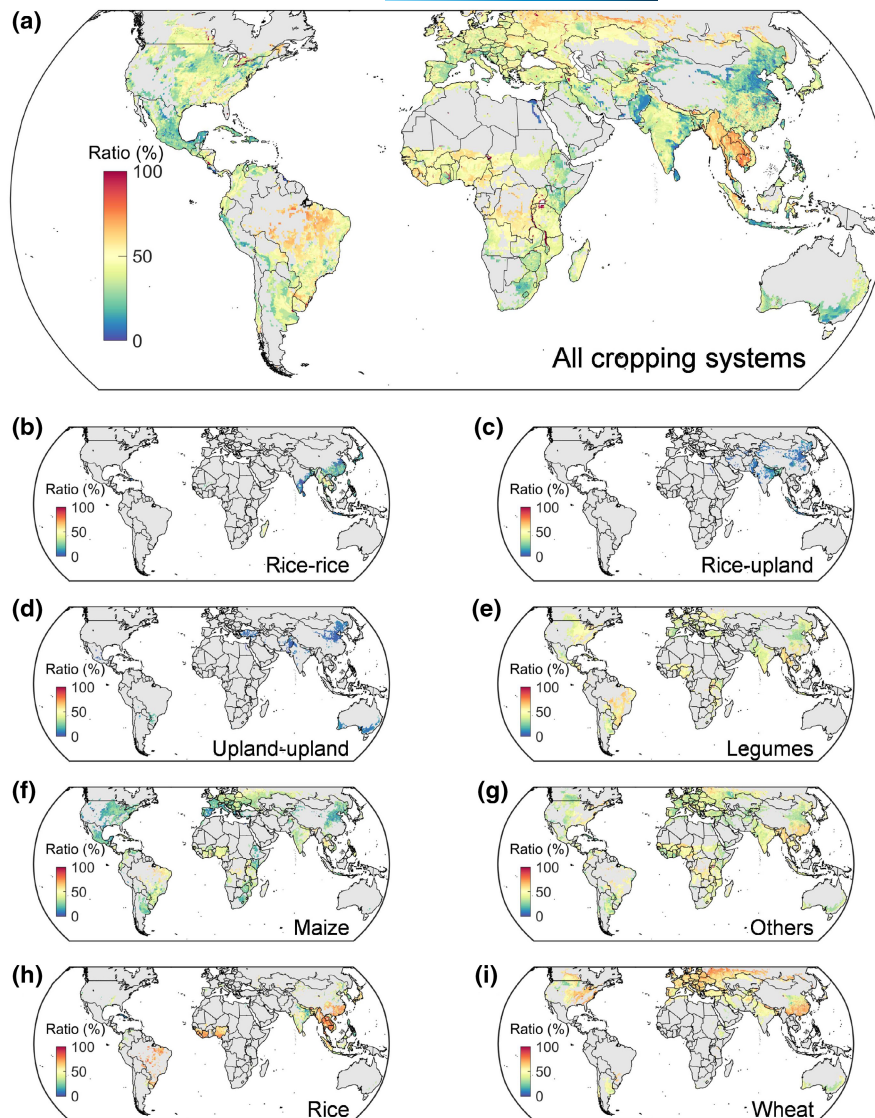 (a)
Ratio (%)
100
50
0
All cropping systems
(b)
Ratio (%)
100
50
0
Rice-rice
(c)
Ratio (%)
100
50
0
Rice-upland
(d)
Ratio (%)
100
50
0
Upland-upland
(e)
Ratio (%)
100
50
0
Legumes
(f)
Ratio (%)
100
50
0
Maize
(g)
Ratio (%)
100
50
0
Others
(h)
Ratio (%)
100
50
0
Rice
(i)
Ratio (%)
100
50
0
Wheat